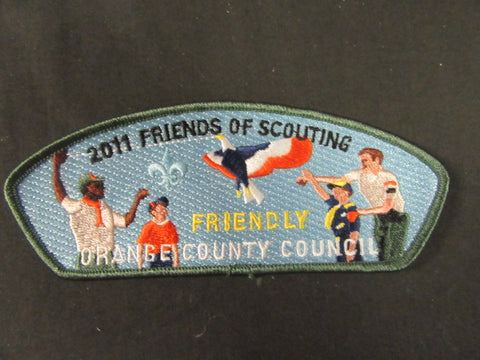 2011 FRIENDS OF SCOUTING
FRIENDLY
ORANGE COUNTY COUNCIL